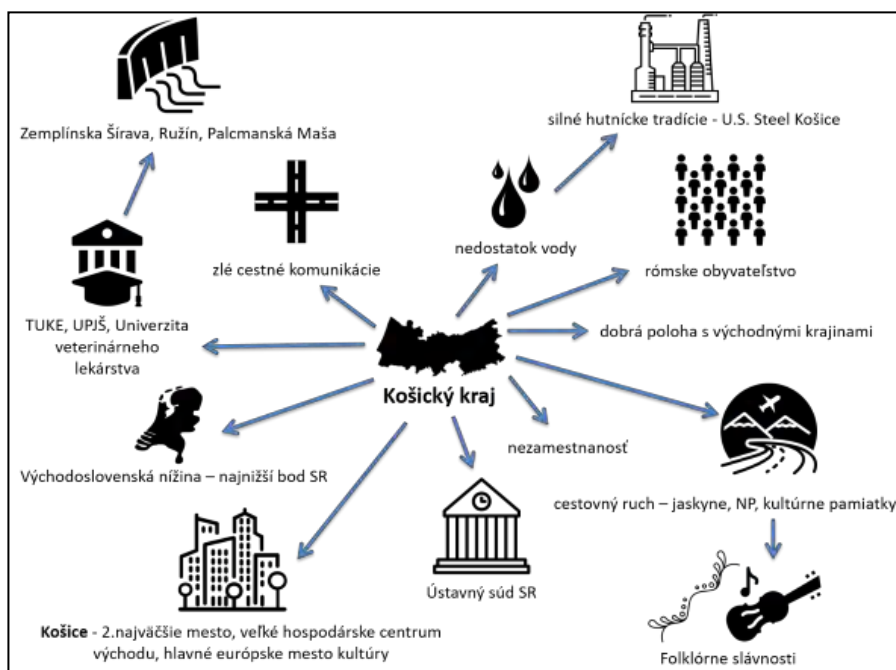 Zemplínska Šírava, Ružín, Palcmanská Maša
silné hutnícke tradície - U.S. Steel Košice
zlé cestné komunikácie
nedostatok vody
rómske obyvateľstvo
TUKE, UPJŠ, Univerzita
veterinárneho
lekárstva
dobrá poloha s východnými krajinami
Košický kraj
nezamestnanosť
Východoslovenská nížina – najnižší bod SR
cestovný ruch – jaskyne, NP, kultúrne pamiatky
Ústavný súd SR
Košice - 2.najväčšie mesto, veľké hospodárske centrum
východu, hlavné európske mesto kultúry
Folklórne slávnosti